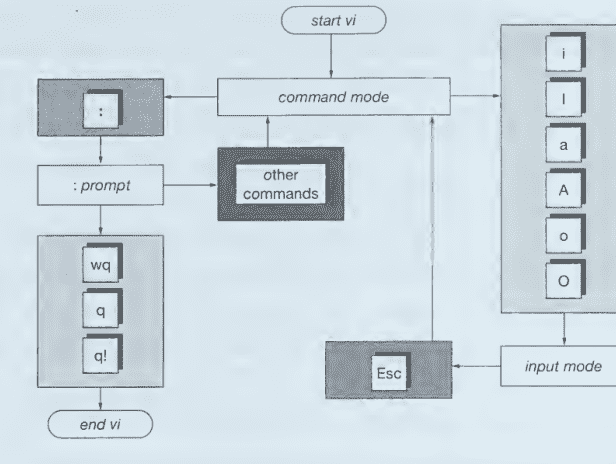 start vi
command mode
:
: prompt
other
commands
wq
q
q!
end vi
i
I
a
A
o
O
input mode
Esc